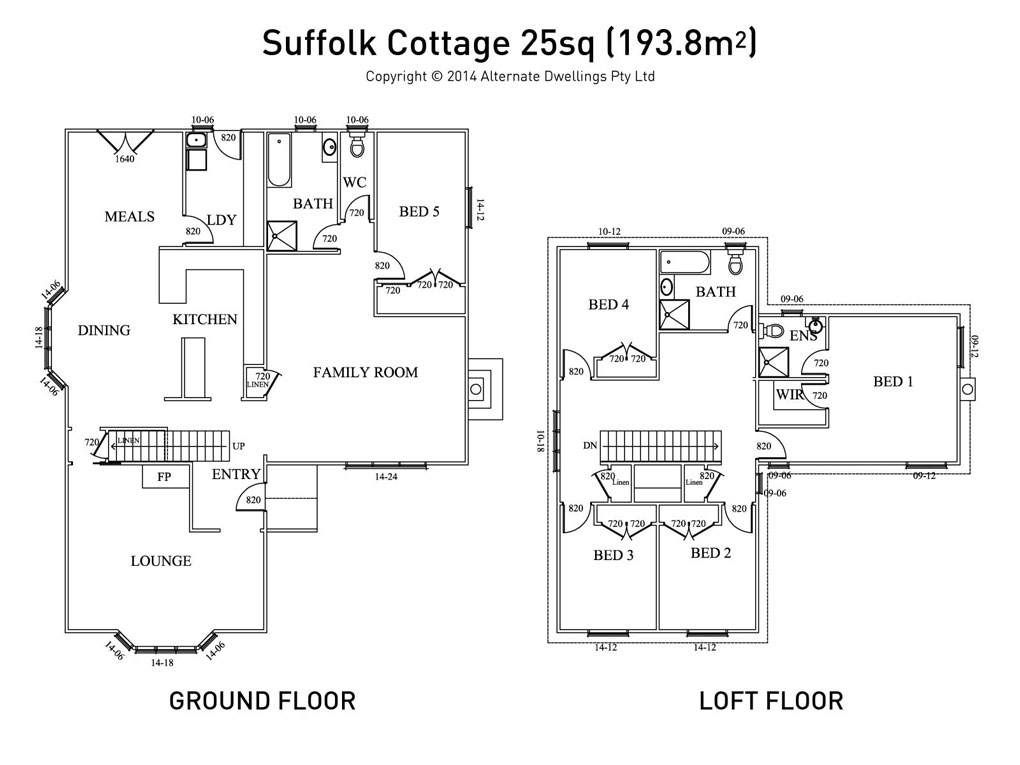 Suffolk Cottage 25sq (193.8m²)
Copyright © 2014 Alternate Dwellings Pty Ltd
10-06
820
10-06
10-06
1640
MEALS
LDY
820
BATH
720
WC
720
BED 5
14-12
820
720
720
720
14-06
14-18
14-06
DINING
KITCHEN
720
LINEN
FAMILY ROOM
720
LINEN
UP
FP
ENTRY
820
14-24
LOUNGE
14-06
14-18
14-06
GROUND FLOOR
10-12
09-06
BED 4
BATH
720
720
720
820
09-06
ENS
720
WIR
720
BED 1
09-12
10-18
DN
820
09-06
09-12
09-06
820
Linen
820
Linen
820
720
720
720
720
820
BED 3
BED 2
14-12
14-12
LOFT FLOOR